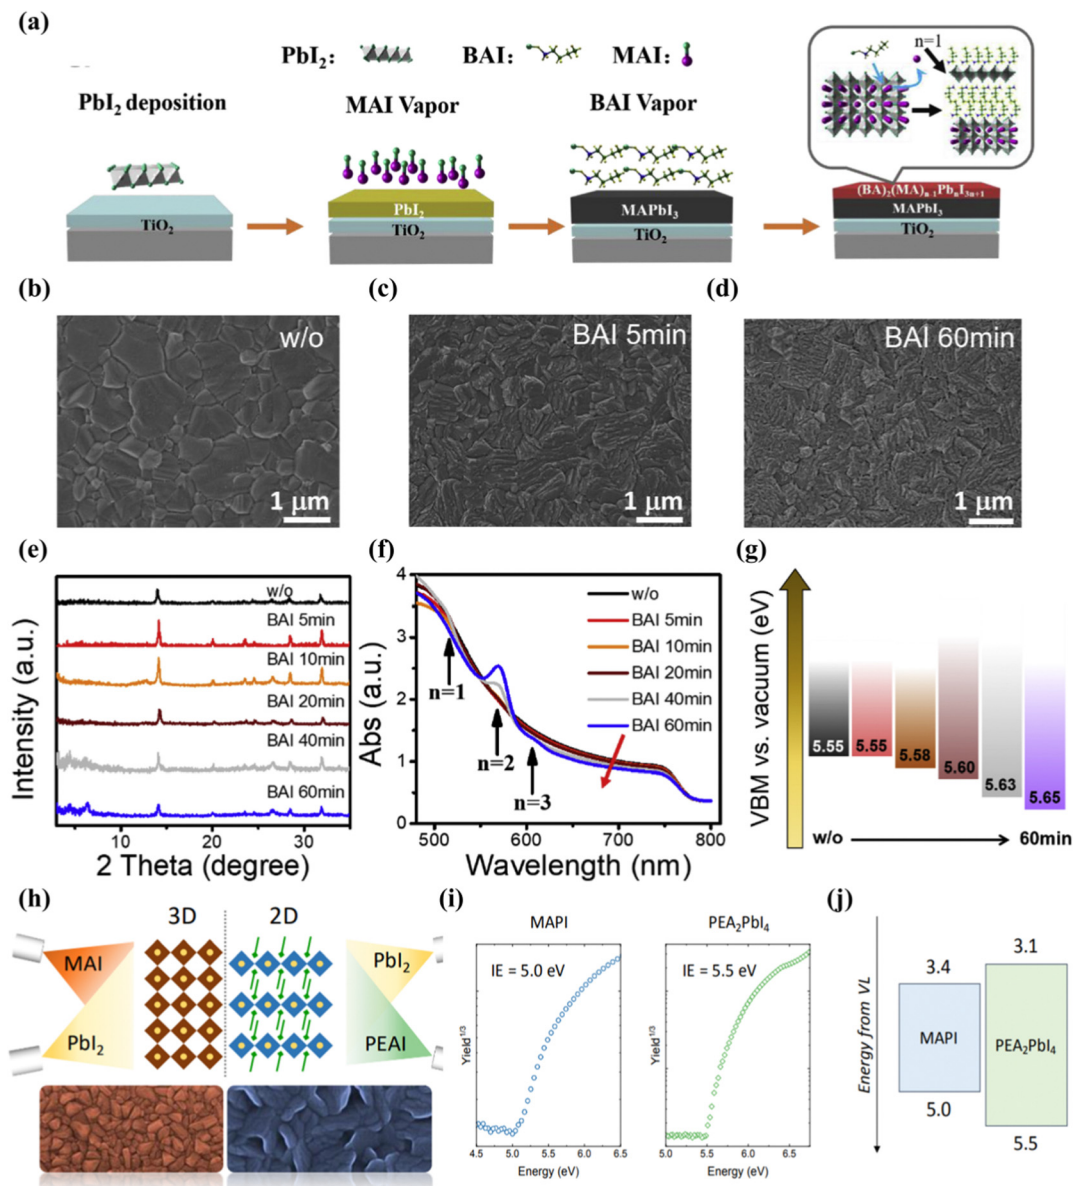 (a)
PbI2: BAI: MAI:
n=1
PbI2 deposition MAI Vapor BAI Vapor
TiO2
PbI2
TiO2
MAPbI3
TiO2
(BA)2(MA)n-1PbnI3n+1
MAPbI3
TiO2
(b) (c) (d)
w/o
BAI 5min
BAI 60min
1 μm
1 μm
1 μm
(e)
Intensity (a.u.)
w/o
BAI 5min
BAI 10min
BAI 20min
BAI 40min
BAI 60min
10 20 30
2 Theta (degree)
(f)
Abs (a.u.)
4
3
2
1
0
w/o
BAI 5min
BAI 10min
BAI 20min
BAI 40min
BAI 60min
n=1
n=2
n=3
500 600 700 800
Wavelength (nm)
(g)
VBM vs. vacuum (eV)
5.55 5.55 5.58 5.60 5.63 5.65
w/o 60min
(h)
3D 2D
MAI
PbI2
PbI2
PEAI
(i)
MAPI
IE = 5.0 eV
Yield1/3
4.5 5.0 5.5 6.0 6.5
Energy (eV)
PEA2PbI4
IE = 5.5 eV
Yield1/3
5.0 5.5 6.0 6.5
Energy (eV)
(j)
Energy from VL
3.4
MAPI
5.0
3.1
PEA2PbI4
5.5